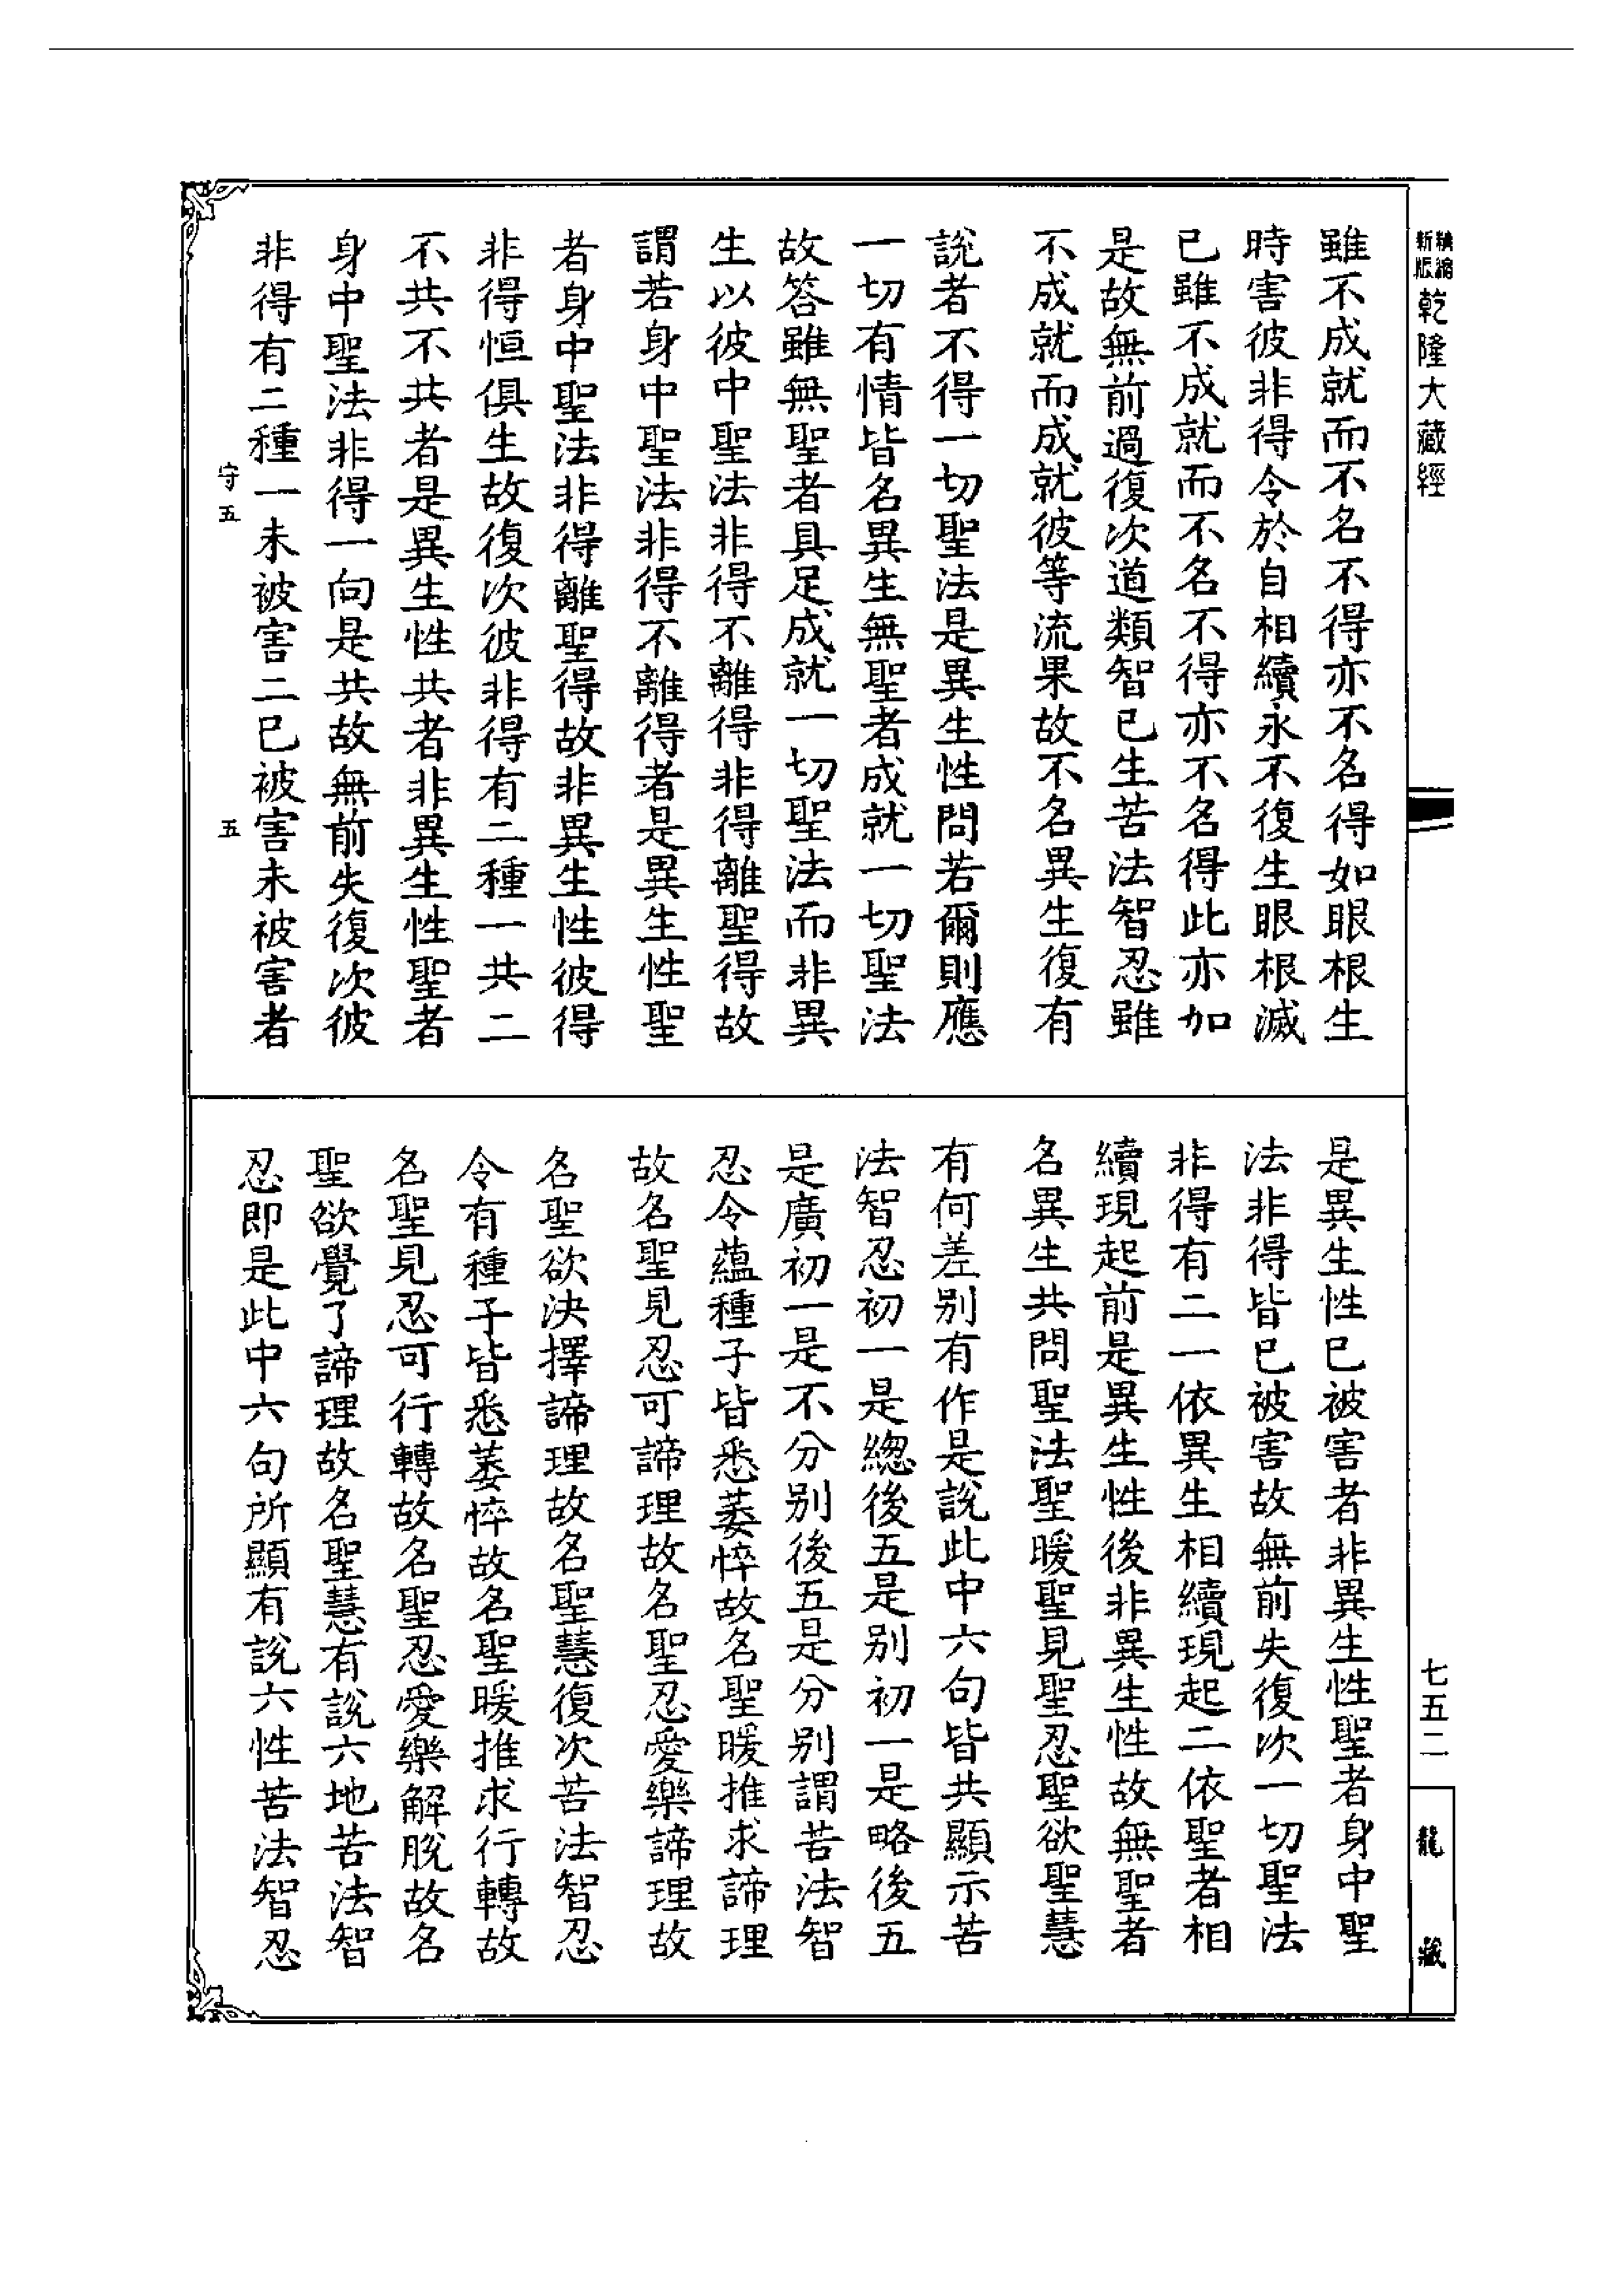 精縮新版乾隆大藏經
雖不成就而不名不得亦不名得如眼根生
時害彼非得令於自相續永不復生眼根滅
已雖不成就而不名不得亦不名得此亦如
是故無前過復次道類智已生苦法智忍雖
不成就而成就彼等流果故不名異生復有
說者不得一切聖法是異生性問若爾則應
一切有情皆名異生無聖者成就一切聖法
故答雖無聖者具足成就一切聖法而非異
生以彼中聖法非得不離得非得離聖得故
謂若身中聖法非得不離得者是異生性聖
者身中聖法非得離聖得故非異生性彼得
非得恒俱生故復次彼非得有二種一共二
不共不共者是異生性共者非異生性聖者
身中聖法非得一向是共故無前失復次彼
非得有二種一未被害二已被害未被害者
守五
五
是異生性已被害者非異生性聖者身中聖
法非得皆已被害故無前失復次一切聖法
非得有二一依異生相續現起二依聖者相
續現起前是異生性後非異生性故無聖者
名異生共問聖法聖暖聖見聖忍聖欲聖慧
有何差別有作是說此中六句皆共顯示苦
法智忍初一是總後五是別初一是略後五
是廣初一是不分別後五是分別謂苦法智
忍令蘊種子皆悉萎悴故名聖暖推求諦理
故名聖見忍可諦理故名聖忍愛樂諦理故
名聖欲決擇諦理故名聖慧復次苦法智忍
令有種子皆悉萎悴故名聖暖推求行轉故
名聖見忍可行轉故名聖忍愛樂解脫故名
聖欲覺了諦理故名聖慧有說六地苦法智
忍即是此中六句所顯有說六性苦法智忍
七五二
龍藏